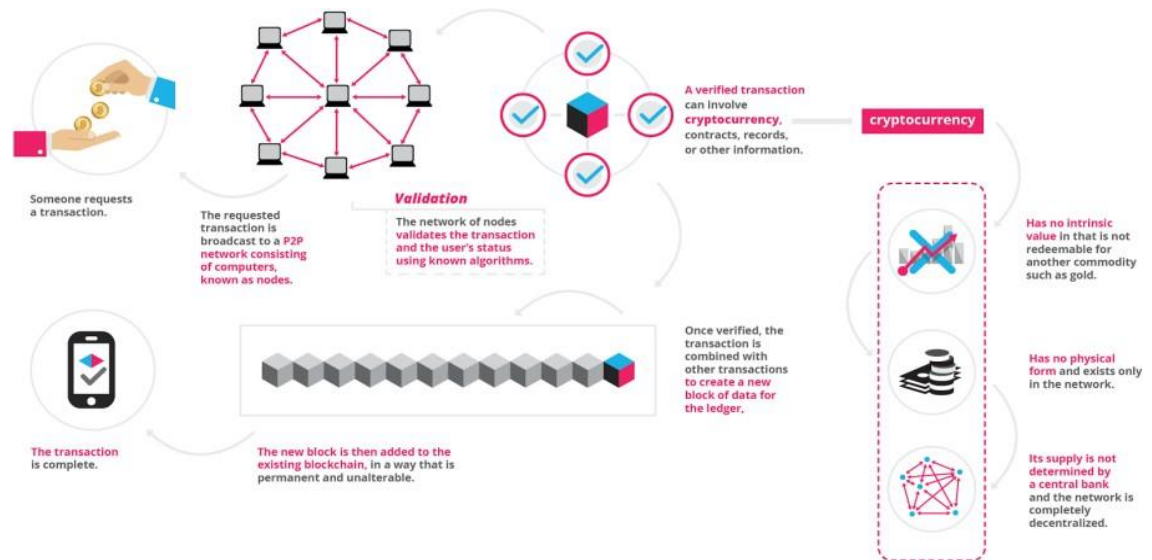 Someone requests
a transaction.
The requested
transaction is
broadcast to a P2P
network consisting
of computers,
known as nodes.
Validation
The network of nodes
validates the transaction
and the user's status
using known algorithms.
A verified transaction
can involve
cryptocurrency,
contracts, records,
or other information.
cryptocurrency
Has no intrinsic
value in that is not
redeemable for
another commodity
such as gold.
Has no physical
form and exists only
in the network.
Its supply is not
determined by
a central bank
and the network is
completely
decentralized.
Once verified, the
transaction is
combined with
other transactions
to create a new
block of data for
the ledger,
The new block is then added to the
existing blockchain, in a way that is
permanent and unalterable.
The transaction
is complete.